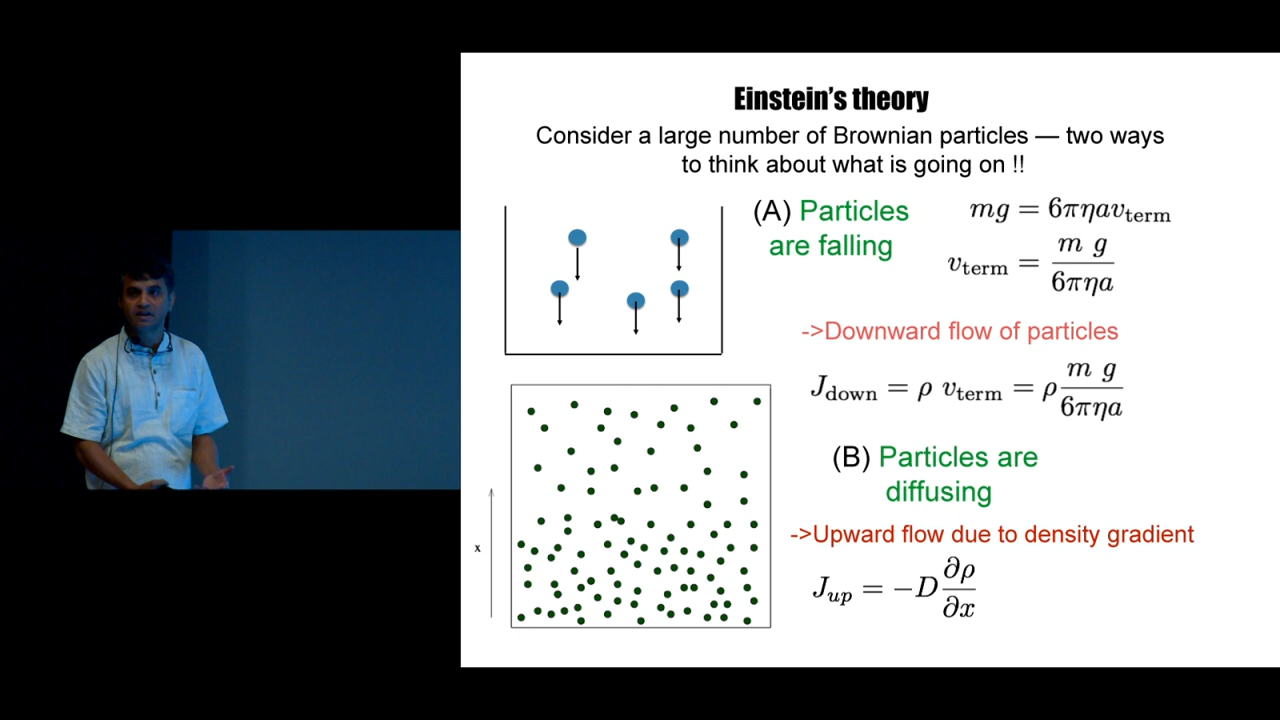 Einstein's theory
Consider a large number of Brownian particles — two ways
to think about what is going on !!
(A) Particles
are falling
mg = 6πηav_term
v_term = m g / 6πηa
->Downward flow of particles
J_down = ρ v_term = ρ m g / 6πηa
(B) Particles are
diffusing
->Upward flow due to density gradient
J_up = −D ∂ρ/∂x
x